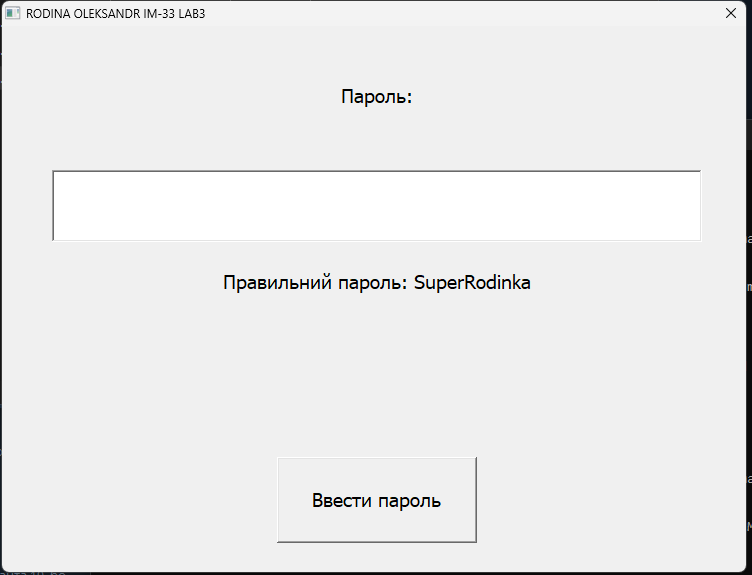 RODINA OLEKSANDR IM-33 LAB3
Пароль:
Правильний пароль: SuperRodinka
Ввести пароль